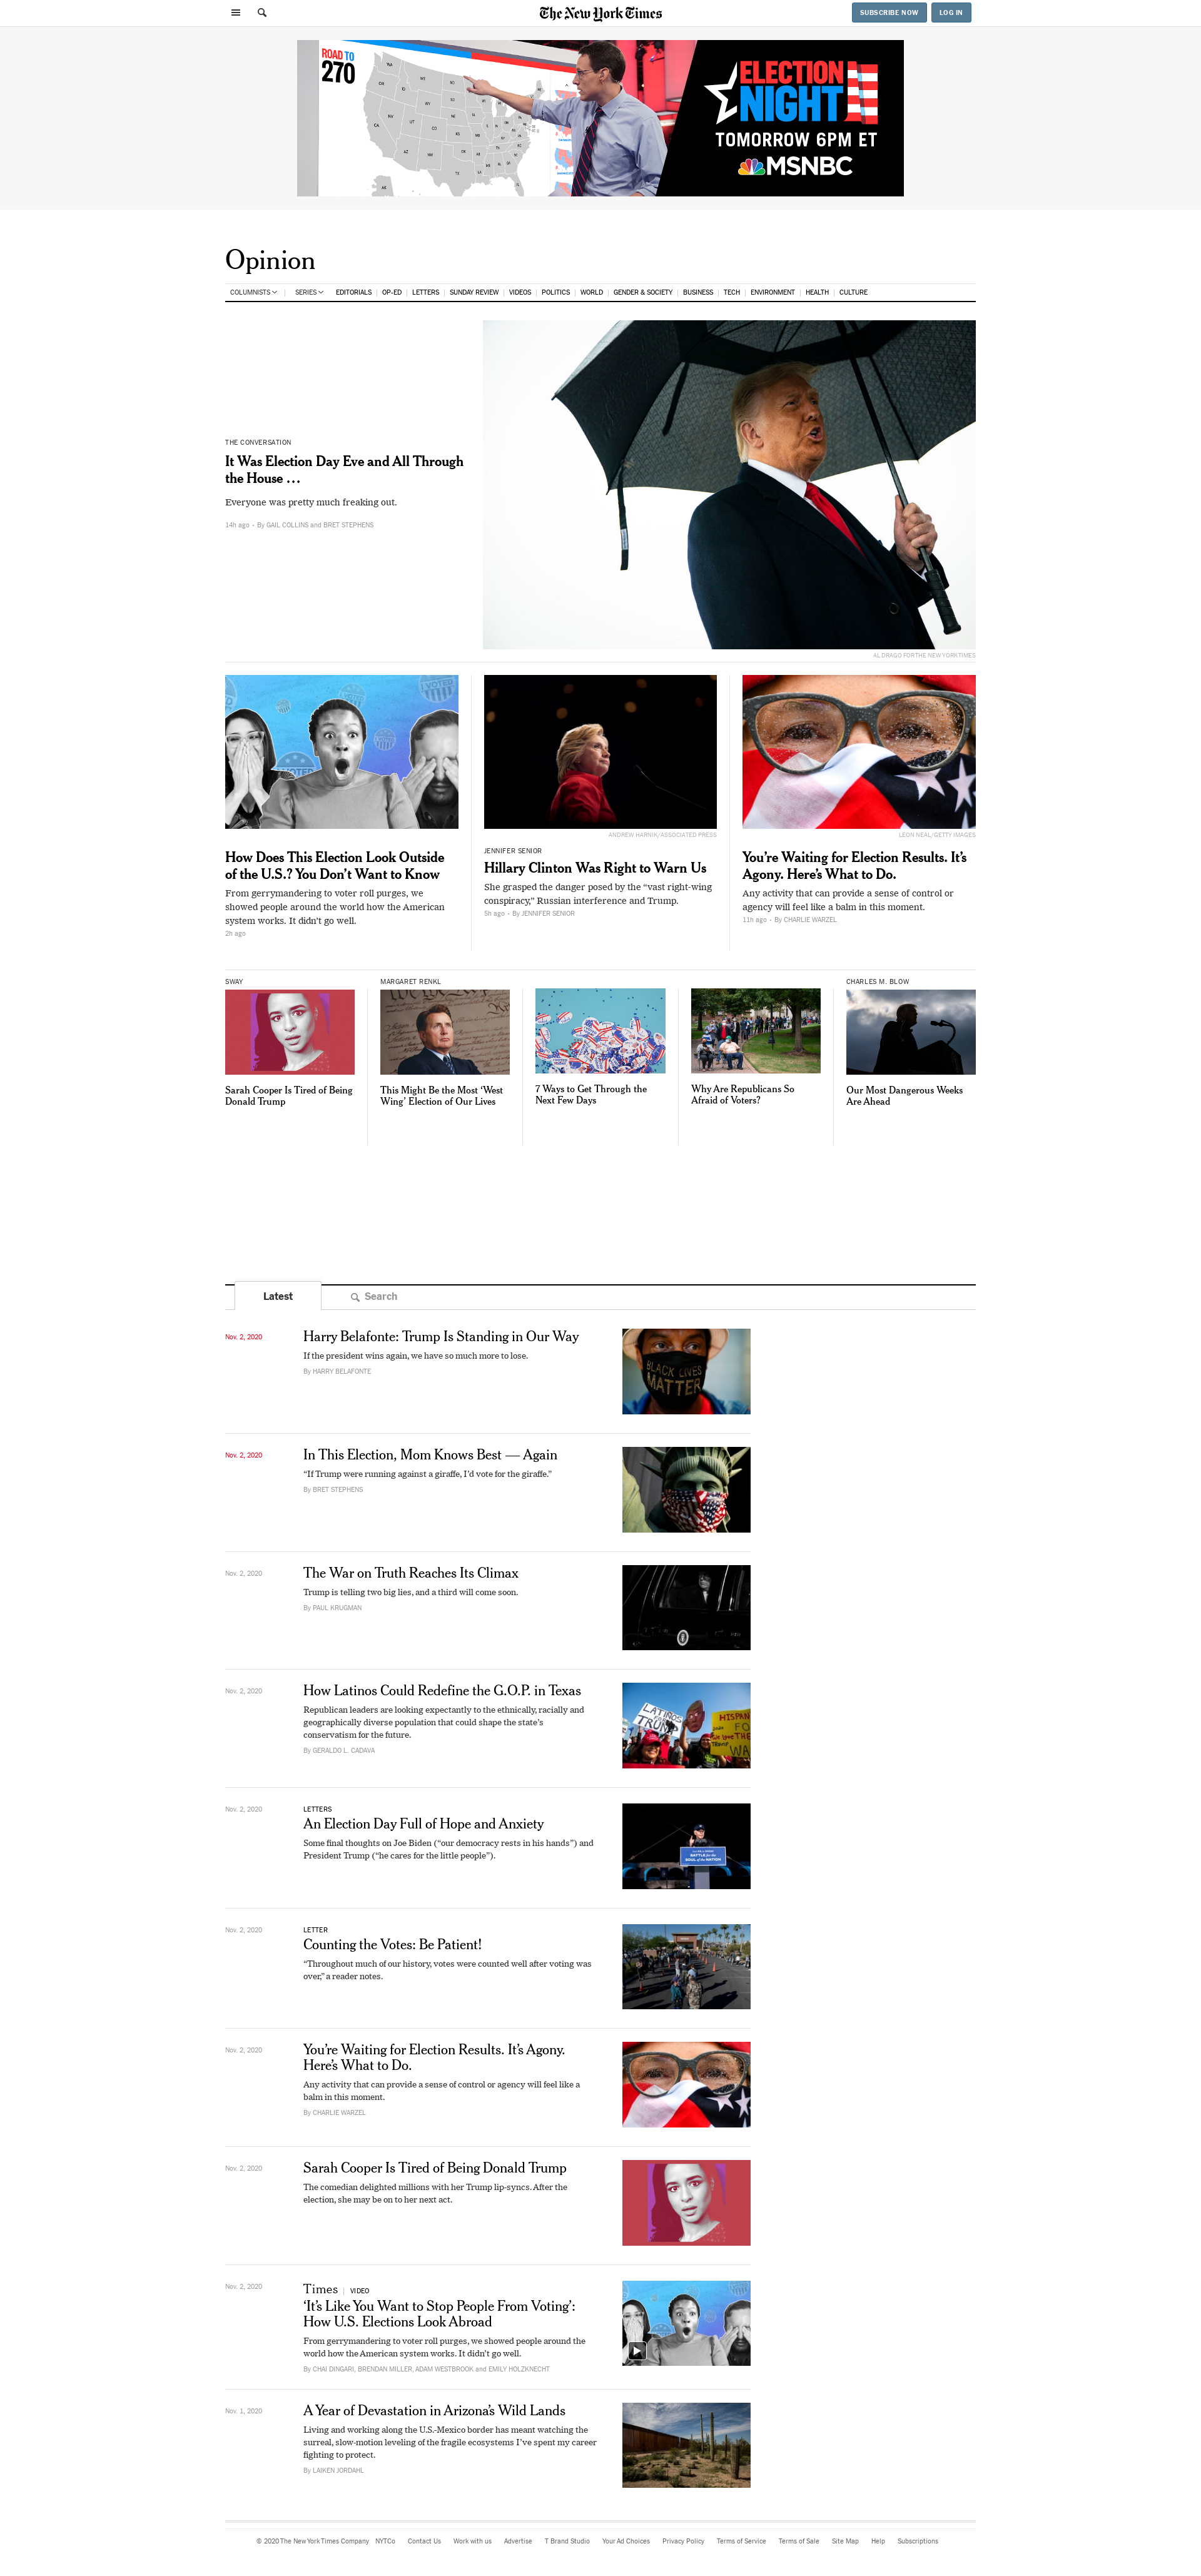 The New York Times
SUBSCRIBE NOW
LOG IN
ROAD TO
270
ELECTION
NIGHT
TOMORROW 6PM ET
MSNBC
Opinion
COLUMNISTS | SERIES EDITORIALS | OP-ED | LETTERS | SUNDAY REVIEW | VIDEOS | POLITICS | WORLD | GENDER & SOCIETY | BUSINESS | TECH | ENVIRONMENT | HEALTH | CULTURE
THE CONVERSATION
It Was Election Day Eve and All Through
the House …
Everyone was pretty much freaking out.
14h ago • By GAIL COLLINS and BRET STEPHENS
AL DRAGO FOR THE NEW YORK TIMES
How Does This Election Look Outside
of the U.S.? You Don’t Want to Know
From gerrymandering to voter roll purges, we
showed people around the world how the American
system works. It didn't go well.
2h ago
ANDREW HARNIK/ASSOCIATED PRESS
JENNIFER SENIOR
Hillary Clinton Was Right to Warn Us
She grasped the danger posed by the “vast right-wing
conspiracy,” Russian interference and Trump.
5h ago • By JENNIFER SENIOR
LEON NEAL/GETTY IMAGES
You’re Waiting for Election Results. It’s
Agony. Here’s What to Do.
Any activity that can provide a sense of control or
agency will feel like a balm in this moment.
11h ago • By CHARLIE WARZEL
SWAY
Sarah Cooper Is Tired of Being
Donald Trump
MARGARET RENKL
This Might Be the Most ‘West
Wing’ Election of Our Lives
7 Ways to Get Through the
Next Few Days
Why Are Republicans So
Afraid of Voters?
CHARLES M. BLOW
Our Most Dangerous Weeks
Are Ahead
Latest
Search
Nov. 2, 2020
Harry Belafonte: Trump Is Standing in Our Way
If the president wins again, we have so much more to lose.
By HARRY BELAFONTE
BLACK LIVES
MATTER
Nov. 2, 2020
In This Election, Mom Knows Best — Again
“If Trump were running against a giraffe, I’d vote for the giraffe.”
By BRET STEPHENS
Nov. 2, 2020
The War on Truth Reaches Its Climax
Trump is telling two big lies, and a third will come soon.
By PAUL KRUGMAN
Nov. 2, 2020
How Latinos Could Redefine the G.O.P. in Texas
Republican leaders are looking expectantly to the ethnically, racially and
geographically diverse population that could shape the state’s
conservatism for the future.
By GERALDO L. CADAVA
LATINOS
FOR
TRUMP
Nov. 2, 2020
LETTERS
An Election Day Full of Hope and Anxiety
Some final thoughts on Joe Biden (“our democracy rests in his hands”) and
President Trump (“he cares for the little people”).
BATTLE for the
SOUL of the NATION
Nov. 2, 2020
LETTER
Counting the Votes: Be Patient!
“Throughout much of our history, votes were counted well after voting was
over,” a reader notes.
Nov. 2, 2020
You’re Waiting for Election Results. It’s Agony.
Here’s What to Do.
Any activity that can provide a sense of control or agency will feel like a
balm in this moment.
By CHARLIE WARZEL
Nov. 2, 2020
Sarah Cooper Is Tired of Being Donald Trump
The comedian delighted millions with her Trump lip-syncs. After the
election, she may be on to her next act.
Nov. 2, 2020
Times | VIDEO
‘It’s Like You Want to Stop People From Voting’:
How U.S. Elections Look Abroad
From gerrymandering to voter roll purges, we showed people around the
world how the American system works. It didn't go well.
By CHAI DINGARI, BRENDAN MILLER, ADAM WESTBROOK and EMILY HOLZKNECHT
Nov. 1, 2020
A Year of Devastation in Arizona’s Wild Lands
Living and working along the U.S.-Mexico border has meant watching the
surreal, slow-motion leveling of the fragile ecosystems I’ve spent my career
fighting to protect.
By LAIKEN JORDAHL
© 2020 The New York Times Company NYTCo Contact Us Work with us Advertise T Brand Studio Your Ad Choices Privacy Policy Terms of Service Terms of Sale Site Map Help Subscriptions